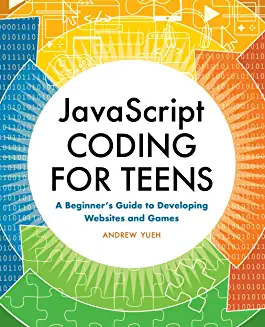 JavaScript
CODING
FOR TEENS
A Beginner's Guide to Developing
Websites and Games
ANDREW YUEH